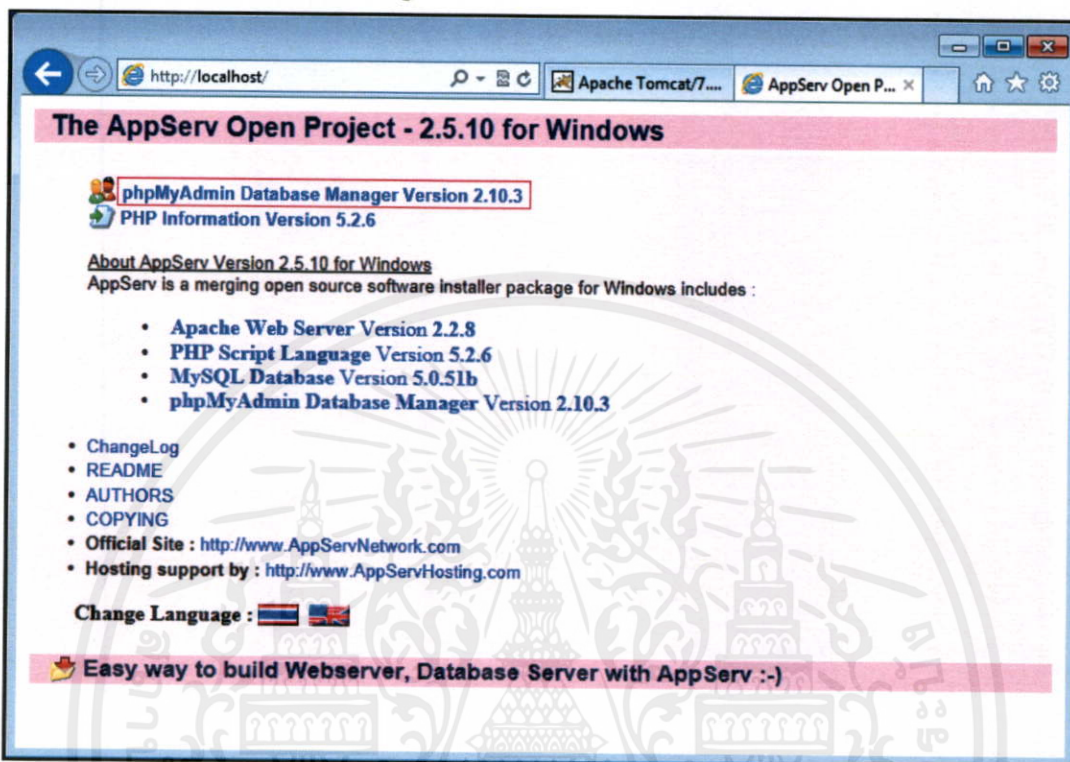 http://localhost/
Apache Tomcat/7....
AppServ Open P...
The AppServ Open Project - 2.5.10 for Windows
phpMyAdmin Database Manager Version 2.10.3
PHP Information Version 5.2.6
About AppServ Version 2.5.10 for Windows
AppServ is a merging open source software installer package for Windows includes :
• Apache Web Server Version 2.2.8
• PHP Script Language Version 5.2.6
• MySQL Database Version 5.0.51b
• phpMyAdmin Database Manager Version 2.10.3
• ChangeLog
• README
• AUTHORS
• COPYING
• Official Site : http://www.AppServNetwork.com
• Hosting support by : http://www.AppServHosting.com
Change Language :
Easy way to build Webserver, Database Server with AppServ :-)